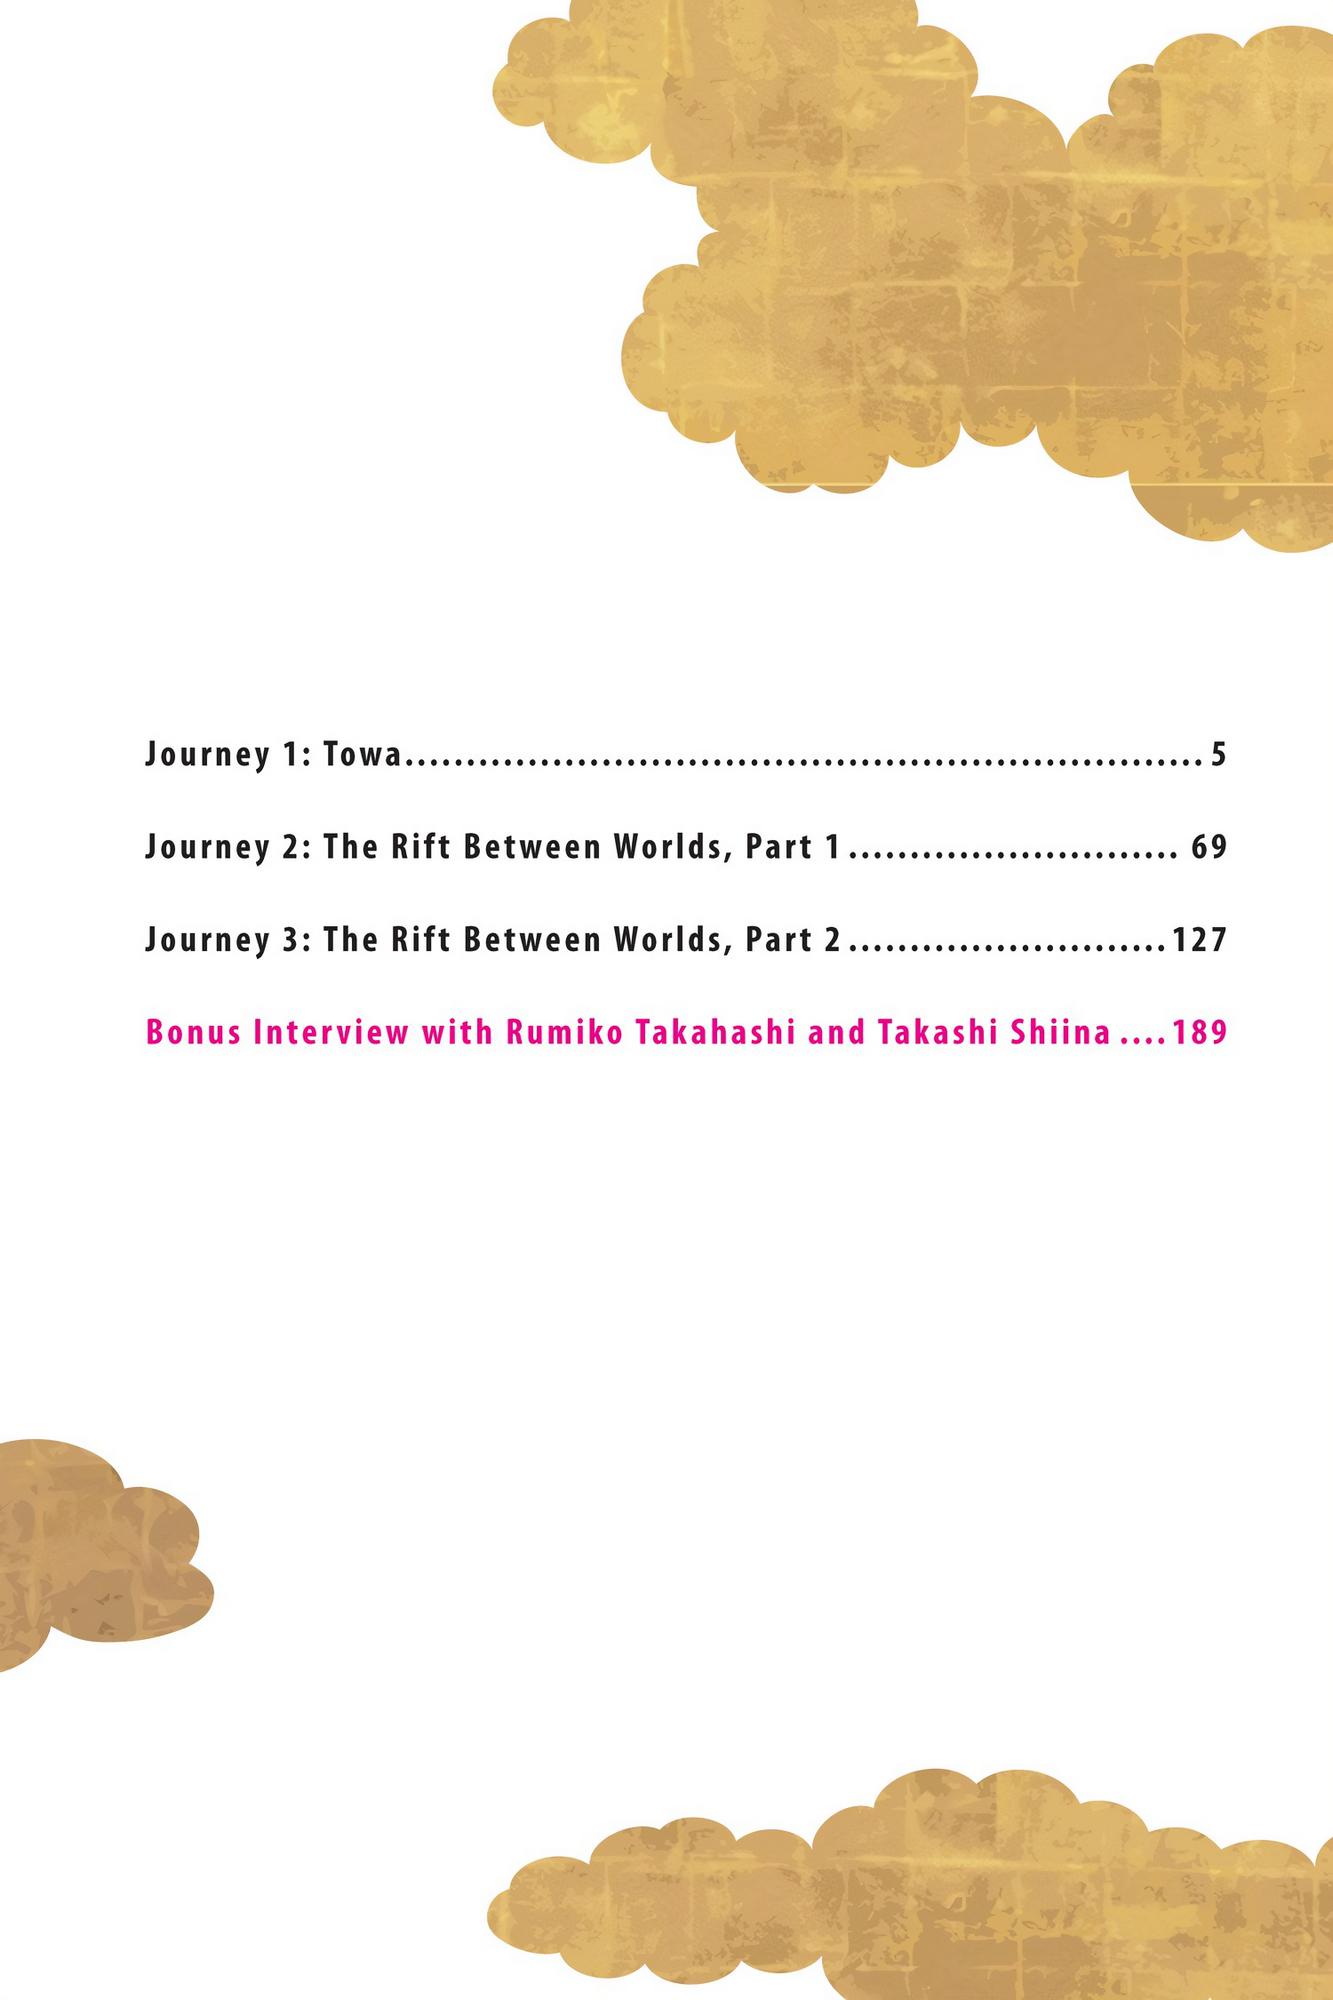 Journey 1: Towa.................................................................. 5
Journey 2: The Rift Between Worlds, Part 1 ........................... 69
Journey 3: The Rift Between Worlds, Part 2 .......................... 127
Bonus Interview with Rumiko Takahashi and Takashi Shiina .... 189